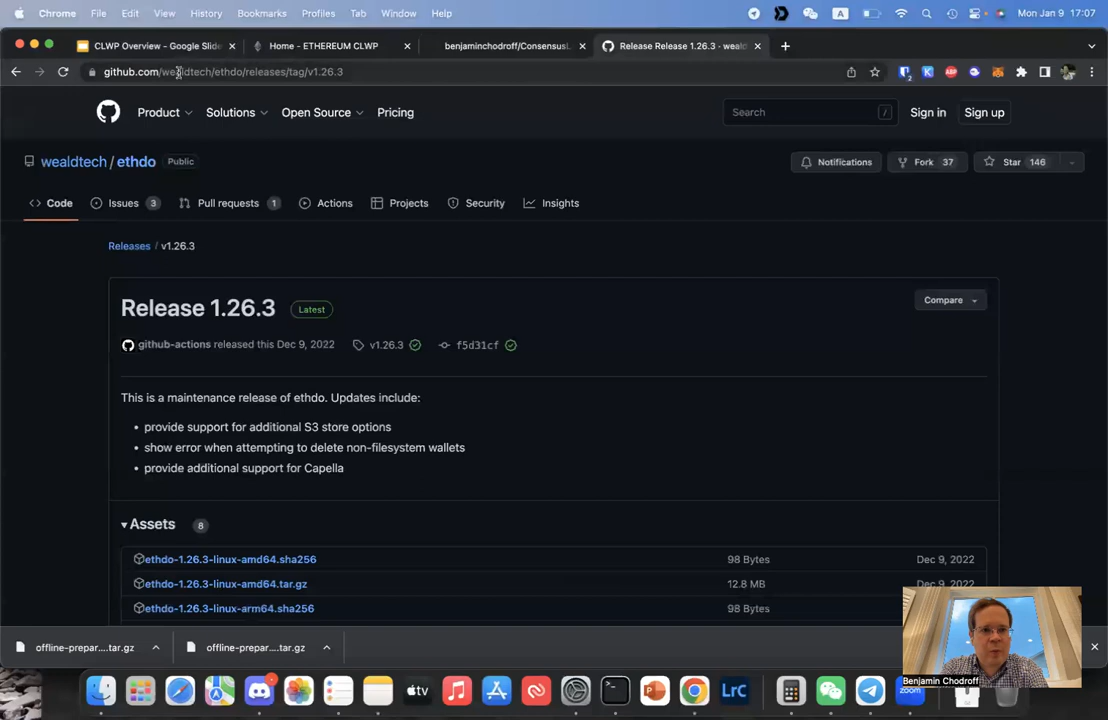 Chrome File Edit View History Bookmarks Profiles Tab Window Help A Mon Jan 9 17:07
CLWP Overview - Google Slide Home - ETHEREUM CLWP benjaminchodroff/ConsensusL Release Release 1.26.3 · weal
github.com/wealdtech/ethdo/releases/tag/v1.26.3
Product Solutions Open Source Pricing Search / Sign in Sign up
wealdtech / ethdo Public Notifications Fork 37 Star 146
Code Issues 3 Pull requests 1 Actions Projects Security Insights
Releases / v1.26.3
Release 1.26.3 Latest Compare
github-actions released this Dec 9, 2022 v1.26.3 f5d31cf
This is a maintenance release of ethdo. Updates include:
• provide support for additional S3 store options
• show error when attempting to delete non-filesystem wallets
• provide additional support for Capella
Assets 8
ethdo-1.26.3-linux-amd64.sha256 98 Bytes Dec 9, 2022
ethdo-1.26.3-linux-amd64.tar.gz 12.8 MB Dec 9, 2022
ethdo-1.26.3-linux-arm64.sha256 98 Bytes
offline-prepar....tar.gz offline-prepar....tar.gz
Benjamin Chodroff
tv LrC zoom